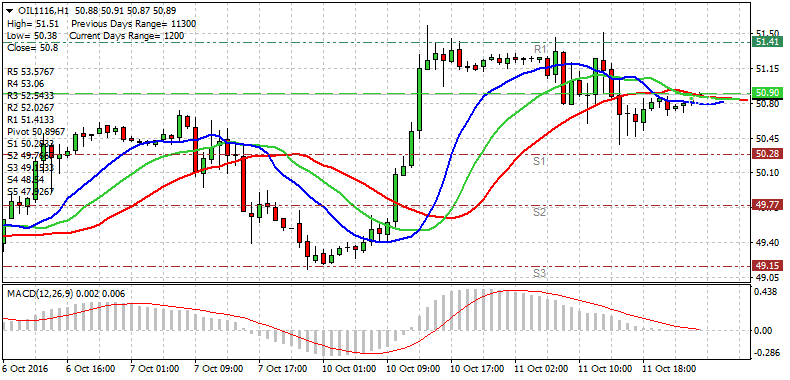 OIL1116,H1 50.88 50.91 50.87 50.89
High= 51.51 Previous Days Range= 11300
Low= 50.38 Current Days Range= 1200
Close= 50.8
R5 53.5767
R4 53.06
R3 52.5433
R2 52.0267
R1 51.4133
Pivot 50.8967
S1 50.2833
S2 49.7667
S3 49.1533
S4 48.54
S5 47.9267
R1
S1
S2
S3
51.50
51.41
51.15
50.90
50.80
50.45
50.28
50.10
49.77
49.40
49.15
49.05
MACD(12,26,9) 0.002 0.006
0.438
0.00
-0.286
6 Oct 2016
6 Oct 16:00
7 Oct 01:00
7 Oct 09:00
7 Oct 17:00
10 Oct 01:00
10 Oct 09:00
10 Oct 17:00
11 Oct 02:00
11 Oct 10:00
11 Oct 18:00